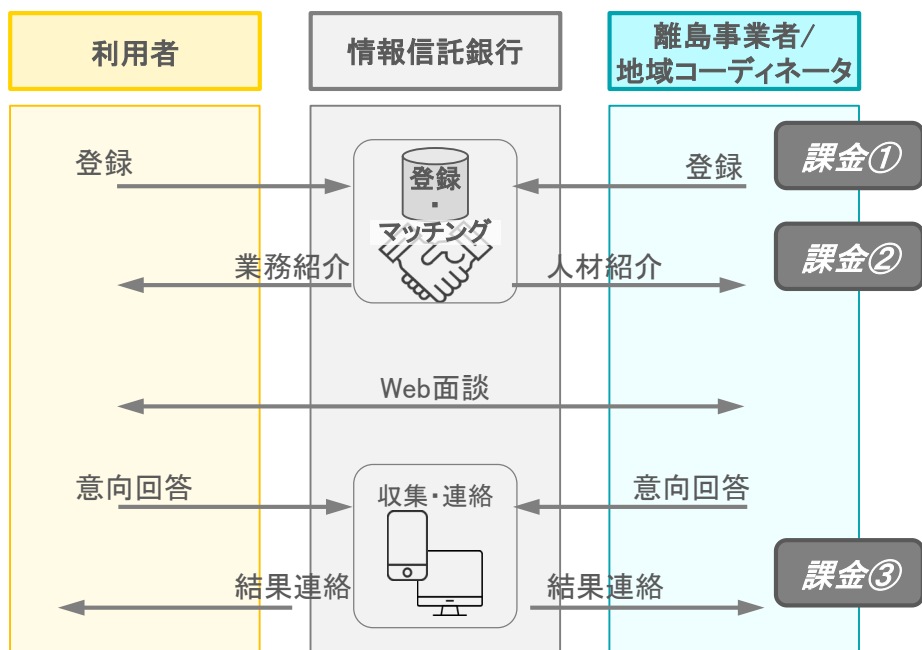 利用者
情報信託銀行
離島事業者/
地域コーディネータ
登録
登録
・
マッチング
登録
課金①
業務紹介
人材紹介
課金②
Web面談
意向回答
収集・連絡
意向回答
結果連絡
結果連絡
課金③